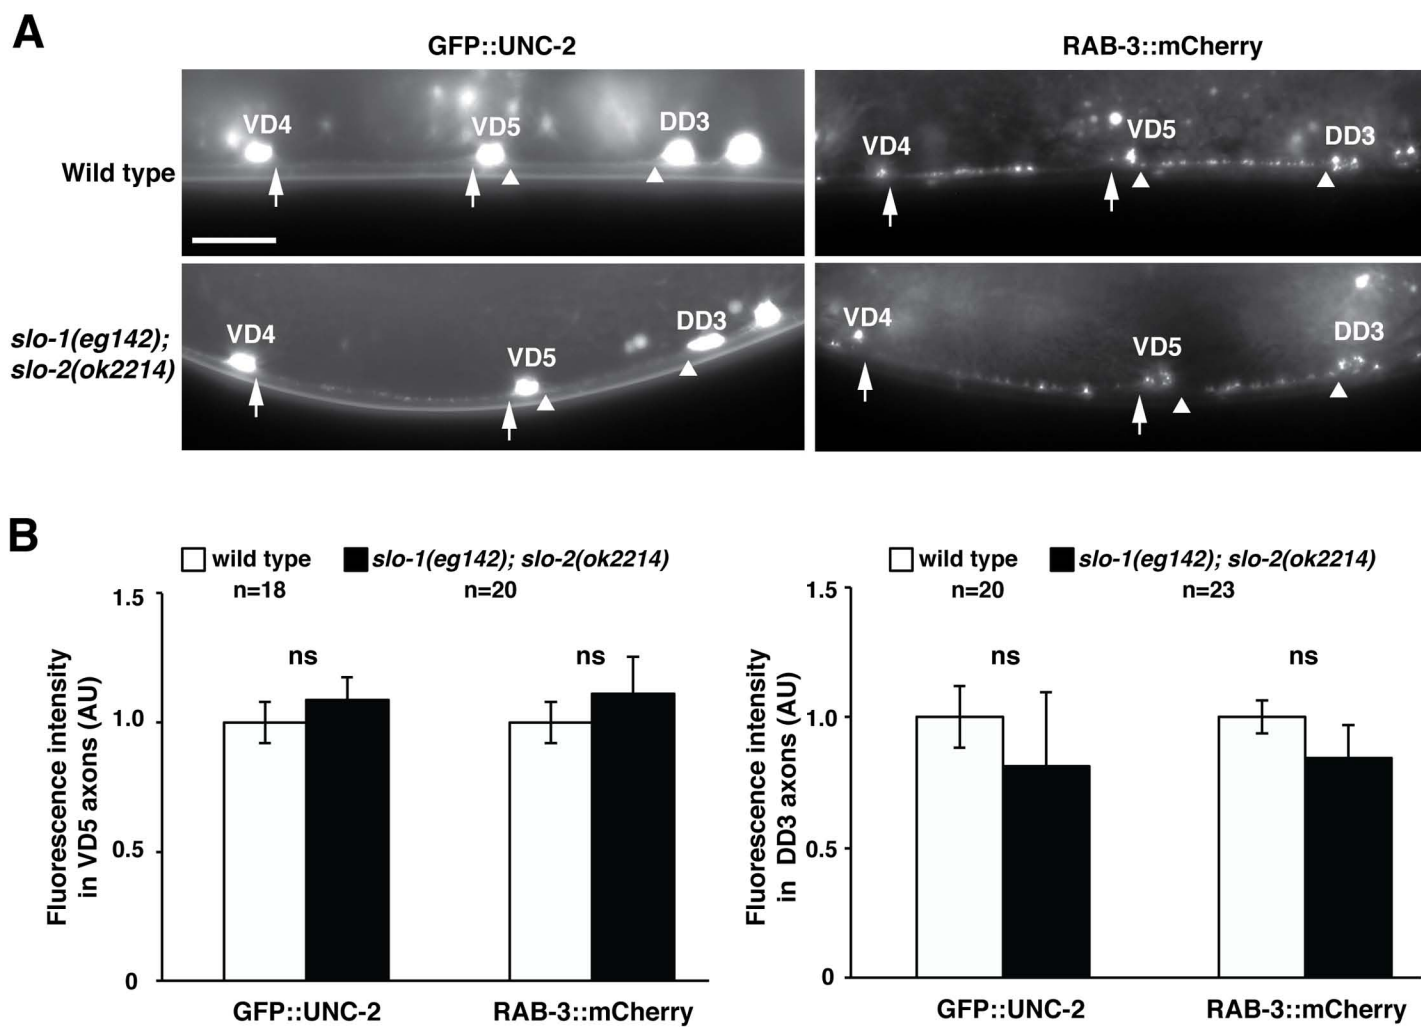 A
GFP::UNC-2
RAB-3::mCherry
Wild type
VD4
VD5
DD3
VD4
VD5
DD3
slo-1(eg142);
slo-2(ok2214)
VD4
VD5
DD3
VD4
VD5
DD3
B
wild type
slo-1(eg142); slo-2(ok2214)
n=18
n=20
Fluorescence intensity
in VD5 axons (AU)
1.5
1.0
0.5
0
ns
ns
GFP::UNC-2
RAB-3::mCherry
wild type
slo-1(eg142); slo-2(ok2214)
n=20
n=23
Fluorescence intensity
in DD3 axons (AU)
1.5
1.0
0.5
0
ns
ns
GFP::UNC-2
RAB-3::mCherry